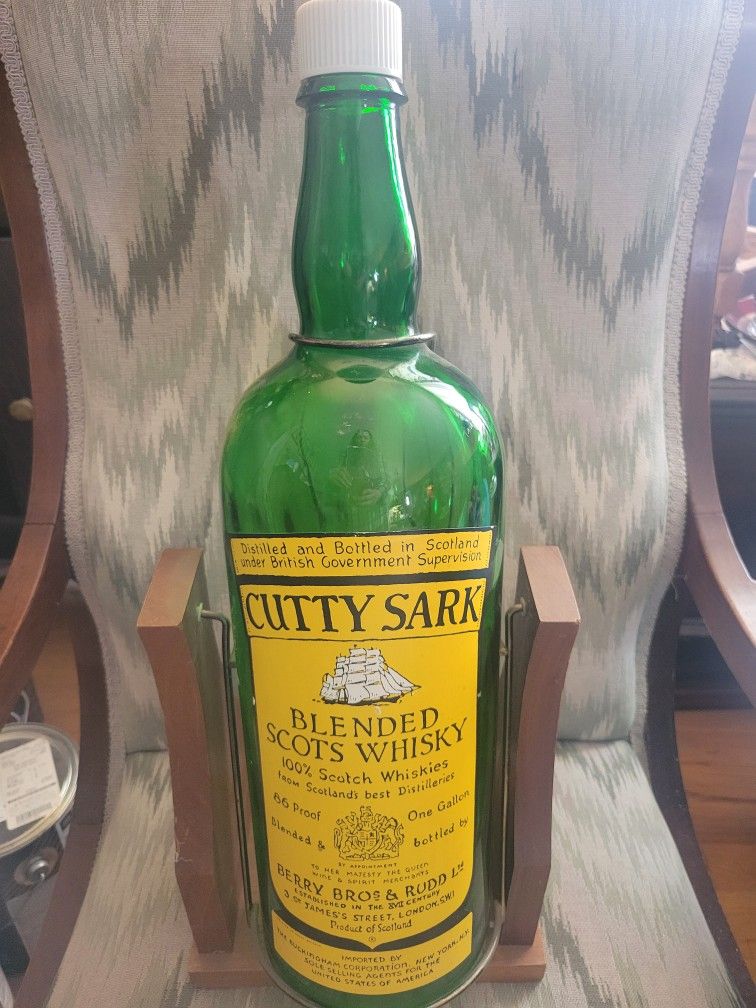 Distilled and Bottled in Scotland
under British Government Supervision
CUTTY SARK
BLENDED
SCOTS WHISKY
100% Scotch Whiskies
from Scotland's best Distilleries
86 Proof
One Gallon
Blended &
bottled by
BY APPOINTMENT
TO HER MAJESTY THE QUEEN
WINE & SPIRIT MERCHANTS
BERRY BROS & RUDD LTD
ESTABLISHED IN THE XVII CENTURY
3 ST JAMES'S STREET, LONDON, S.W.1
Product of Scotland
®
IMPORTED BY
THE BUCKINGHAM CORPORATION, NEW YORK, N.Y.
SOLE SELLING AGENTS FOR THE
UNITED STATES OF AMERICA